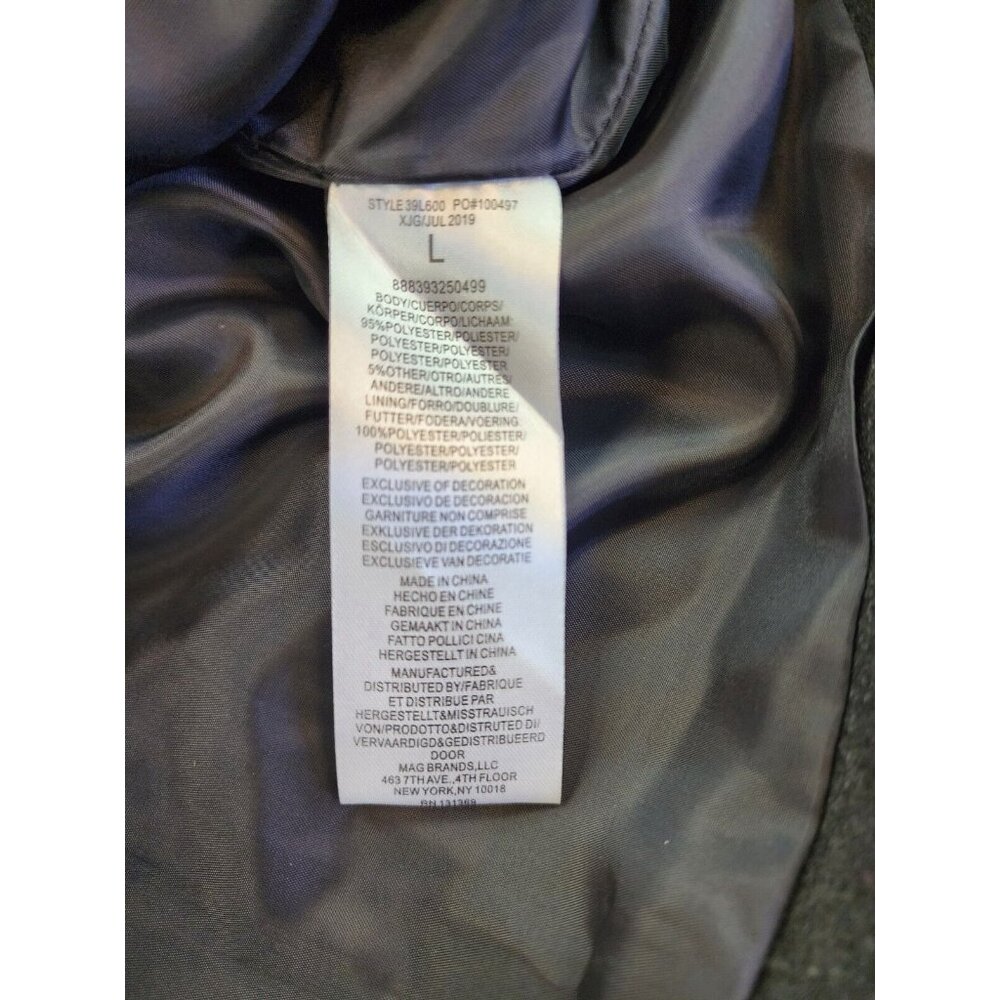 STYLE 39L600 PO#100497
XJG/JUL 2019
L
888393250499
BODY/CUERPO/CORPS/
KÖRPER/CORPO/LICHAAM:
95%POLYESTER/POLIESTER/
POLYESTER/POLYESTER/
POLYESTER/POLYESTER
5%OTHER/OTRO/AUTRES/
ANDERE/ALTRO/ANDERE
LINING/FORRO/DOUBLURE/
FUTTER/FODERA/VOERING
100%POLYESTER/POLIESTER/
POLYESTER/POLYESTER/
POLYESTER/POLYESTER
EXCLUSIVE OF DECORATION
EXCLUSIVO DE DECORACION
GARNITURE NON COMPRISE
EXKLUSIVE DER DEKORATION
ESCLUSIVO DI DECORAZIONE
EXCLUSIEVE VAN DECORATIE
MADE IN CHINA
HECHO EN CHINE
FABRIQUE EN CHINE
GEMAAKT IN CHINA
FATTO POLLICI CINA
HERGESTELLT IN CHINA
MANUFACTURED&
DISTRIBUTED BY/FABRIQUE
ET DISTRIBUE PAR
HERGESTELLT&MISSTRAUISCH
VON/PRODOTTO&DISTRUTED DI/
VERVAARDIGD&GEDISTRIBUEERD
DOOR
MAG BRANDS,LLC
463 7TH AVE.,4TH FLOOR
NEW YORK,NY 10018
RN 131369